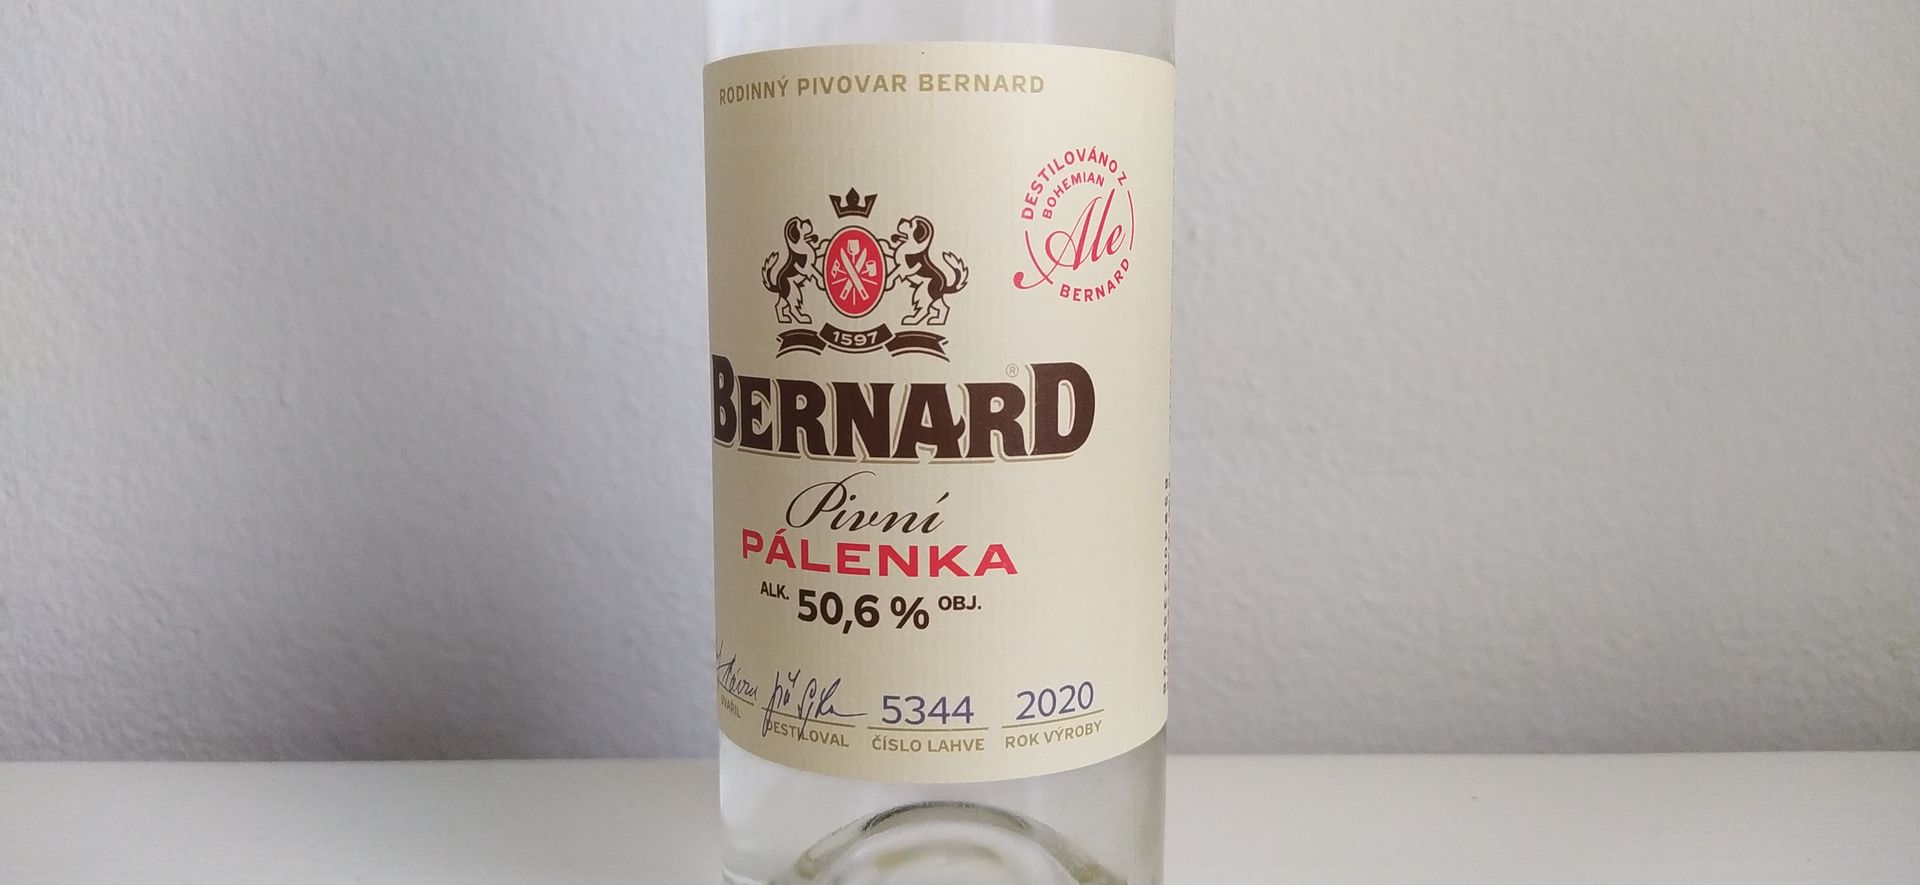 RODINNÝ PIVOVAR BERNARD
DESTILOVÁNO Z
BOHEMIAN
Ale
BERNARD
1597
BERNARD®
Pivní
PÁLENKA
ALK. 50,6 % OBJ.
5344 2020
UVAŘIL DESTILOVAL ČÍSLO LAHVE ROK VÝROBY